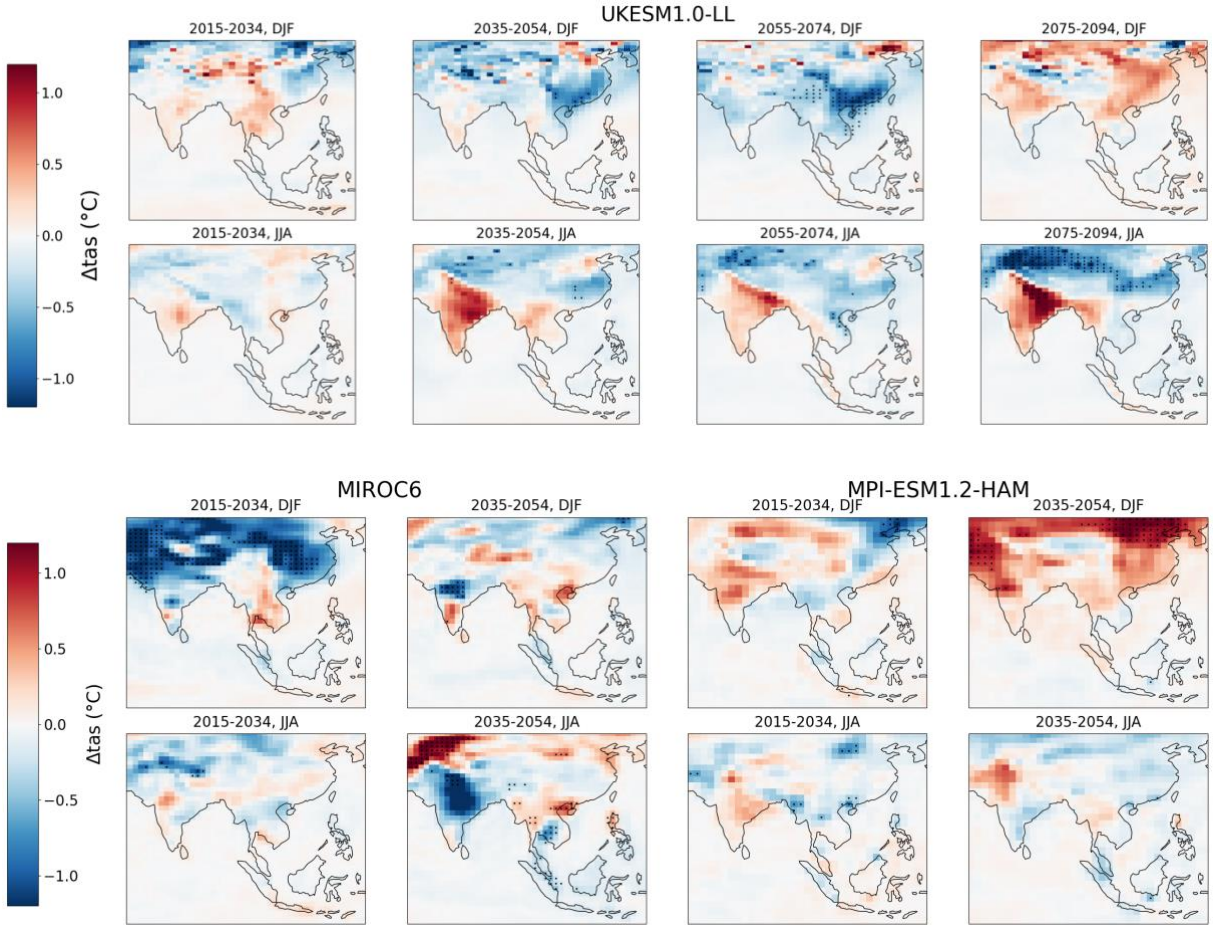 UKESM1.0-LL
2015-2034, DJF
2035-2054, DJF
2055-2074, DJF
2075-2094, DJF
2015-2034, JJA
2035-2054, JJA
2055-2074, JJA
2075-2094, JJA
1.0
0.5
0.0
−0.5
−1.0
Δtas (°C)
MIROC6
MPI-ESM1.2-HAM
2015-2034, DJF
2035-2054, DJF
2015-2034, DJF
2035-2054, DJF
2015-2034, JJA
2035-2054, JJA
2015-2034, JJA
2035-2054, JJA
1.0
0.5
0.0
−0.5
−1.0
Δtas (°C)